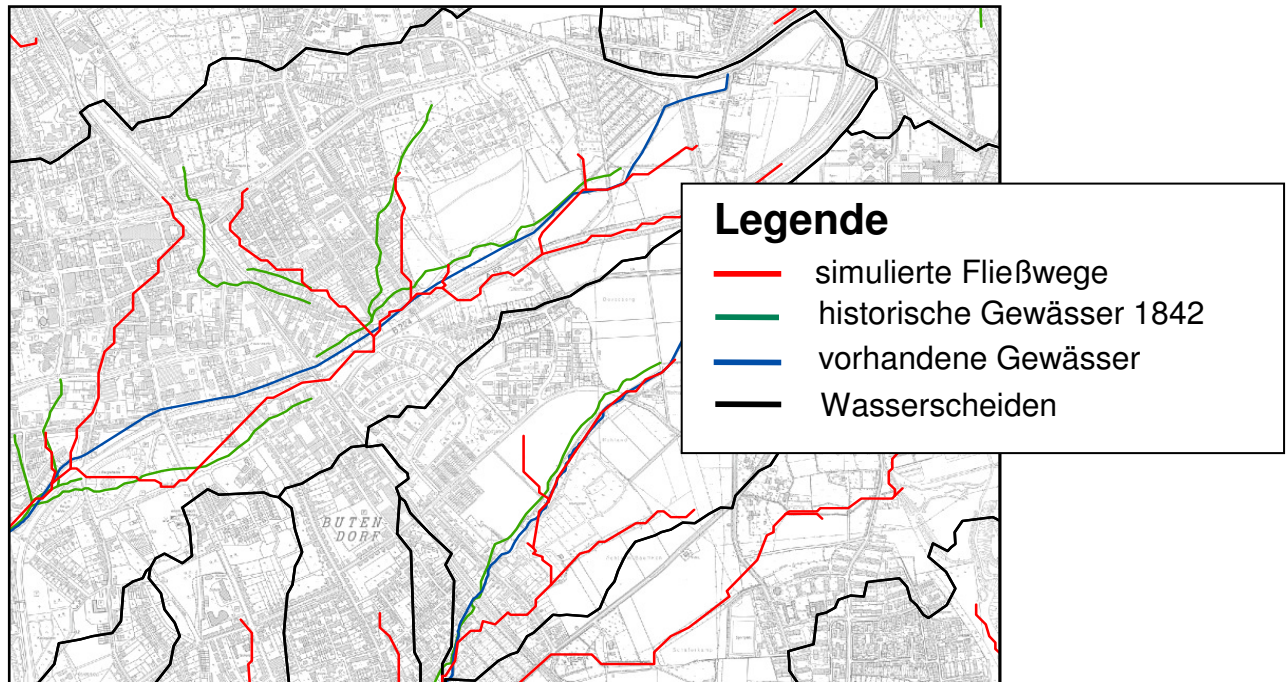 BUTEN
DORF
Legende
simulierte Fließwege
historische Gewässer 1842
vorhandene Gewässer
Wasserscheiden